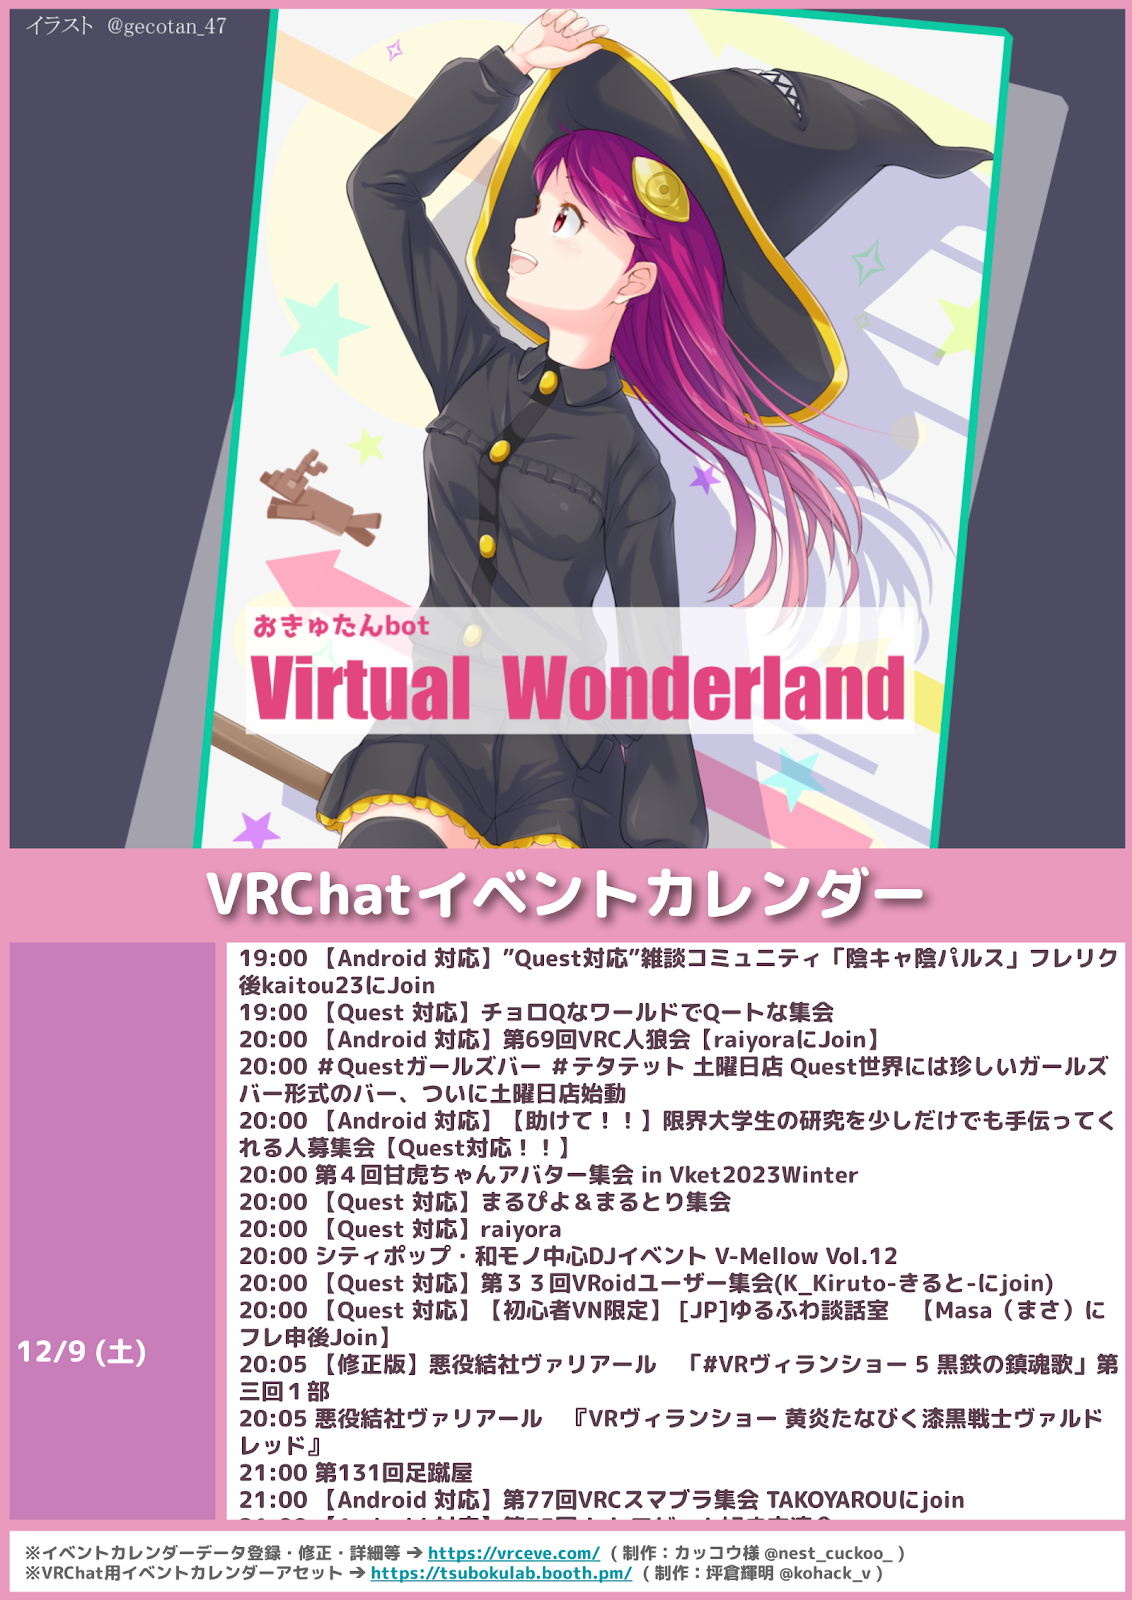 イラスト @gecotan_47
おきゅたんbot
Virtual Wonderland
VRChatイベントカレンダー
12/9 (土)
19:00 【Android 対応】”Quest対応”雑談コミュニティ「陰キャ陰パルス」フレリク
後kaitou23にJoin
19:00 【Quest 対応】チョロQなワールドでQートな集会
20:00 【Android 対応】第69回VRC人狼会【raiyoraにJoin】
20:00 ＃Questガールズバー ＃テタテット 土曜日店 Quest世界には珍しいガールズ
バー形式のバー、ついに土曜日店始動
20:00 【Android 対応】【助けて！！】限界大学生の研究を少しだけでも手伝ってく
れる人募集会【Quest対応！！】
20:00 第４回甘虎ちゃんアバター集会 in Vket2023Winter
20:00 【Quest 対応】まるぴよ＆まるとり集会
20:00 【Quest 対応】raiyora
20:00 シティポップ・和モノ中心DJイベント V-Mellow Vol.12
20:00 【Quest 対応】第３３回VRoidユーザー集会(K_Kiruto-きると-にjoin)
20:00 【Quest 対応】【初心者VN限定】 [JP]ゆるふわ談話室　【Masa（まさ）に
フレ申後Join】
20:05 【修正版】悪役結社ヴァリアール　「#VRヴィランショー 5 黒鉄の鎮魂歌」第
三回１部
20:05 悪役結社ヴァリアール　『VRヴィランショー 黄炎たなびく漆黒戦士ヴァルド
レッド』
21:00 第131回足蹴屋
21:00 【Android 対応】第77回VRCスマブラ集会 TAKOYAROUにjoin
※イベントカレンダーデータ登録・修正・詳細等 ➔ https://vrceve.com/ （ 制作：カッコウ様 @nest_cuckoo_ ）
※VRChat用イベントカレンダーアセット ➔ https://tsubokulab.booth.pm/ （ 制作：坪倉輝明 @kohack_v ）